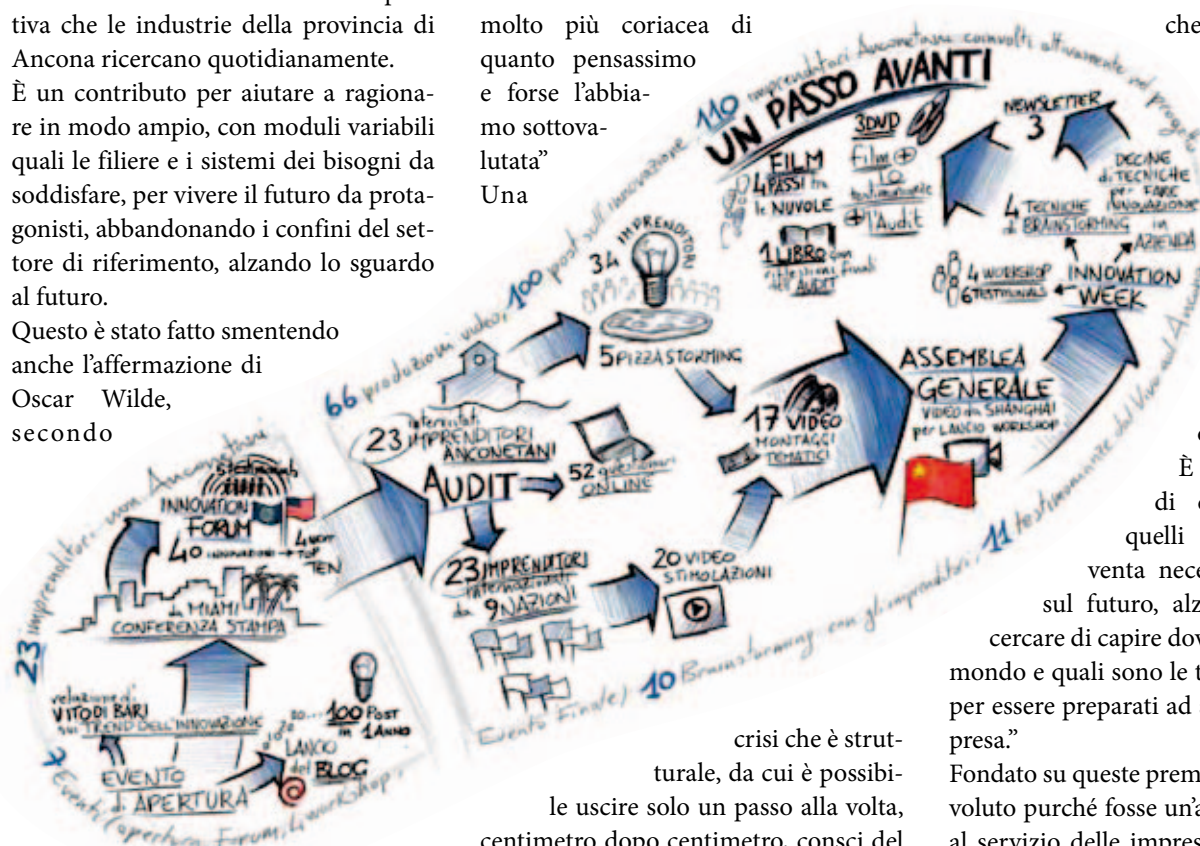 tiva che le industrie della provincia di
Ancona ricercano quotidianamente.
È un contributo per aiutare a ragiona-
re in modo ampio, con moduli variabili
quali le filiere e i sistemi dei bisogni da
soddisfare, per vivere il futuro da prota-
gonisti, abbandonando i confini del set-
tore di riferimento, alzando lo sguardo
al futuro.
Questo è stato fatto smentendo
anche l'affermazione di
Oscar Wilde,
secondo
molto più coriacea di
quanto pensassimo
e forse l'abbia-
mo sottova-
lutata”
Una
crisi che è strut-
turale, da cui è possibi-
le uscire solo un passo alla volta,
centimetro dopo centimetro, consci del
che
È
di
quelli
venta nece
sul futuro, alz
cercare di capire dov
mondo e quali sono le t
per essere preparati ad
presa.”
Fondato su queste prem
voluto purché fosse un'a
al servizio delle impres
UN PASSO AVANTI
110 imprenditori Anconetani coinvolti attivamente nel progetto
66 produzioni video, 100 post sull'innovazione
23 imprenditori non Anconetani
Eventi (apertura, Forum, 4 workshop,
Evento Finale) 10 Brainstorming con gli imprenditori, 11 testimonianze dal Vivo
EVENTO
di APERTURA
relazione di
VITO DI BARI
sui TREND DELL'INNOVAZIONE
LANCIO
del BLOG
100 POST
in 1 ANNO
da MIAMI
CONFERENZA STAMPA
INNOVATION
FORUM
40 INNOVAZIONI
TOP
TEN
intervistati
23 IMPRENDITORI
ANCONETANI
AUDIT
52 questionari
ONLINE
23 IMPRENDITORI
internazionali
da 9 NAZIONI
20 VIDEO
STIMOLAZIONI
34 IMPRENDITORI
5 PIZZASTORMING
17 VIDEO
MONTAGGI
TEMATICI
ASSEMBLEA
GENERALE
VIDEO da SHANGHAI
per LANCIO WORKSHOP
INNOVATION
WEEK
4 WORKSHOP
6 TESTIMONIALS
4 TECNICHE
di BRAINSTORMING
DECINE
di TECNICHE
per FARE
INNOVAZIONE
in
AZIENDA
NEWSLETTER
3
FILM
4 PASSI tra
le NUVOLE
3 DVD
Film +
+ l'Audit
1 LIBRO con
riflessioni finali
dell'AUDIT